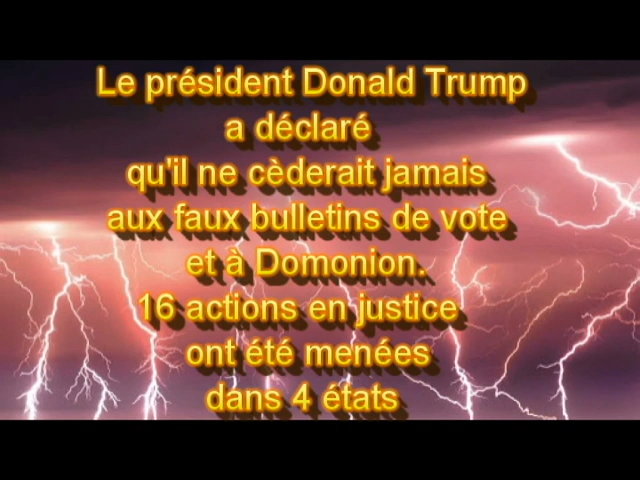 Le président Donald Trump
a déclaré
qu'il ne cèderait jamais
aux faux bulletins de vote
et à Domonion.
16 actions en justice
ont été menées
dans 4 états